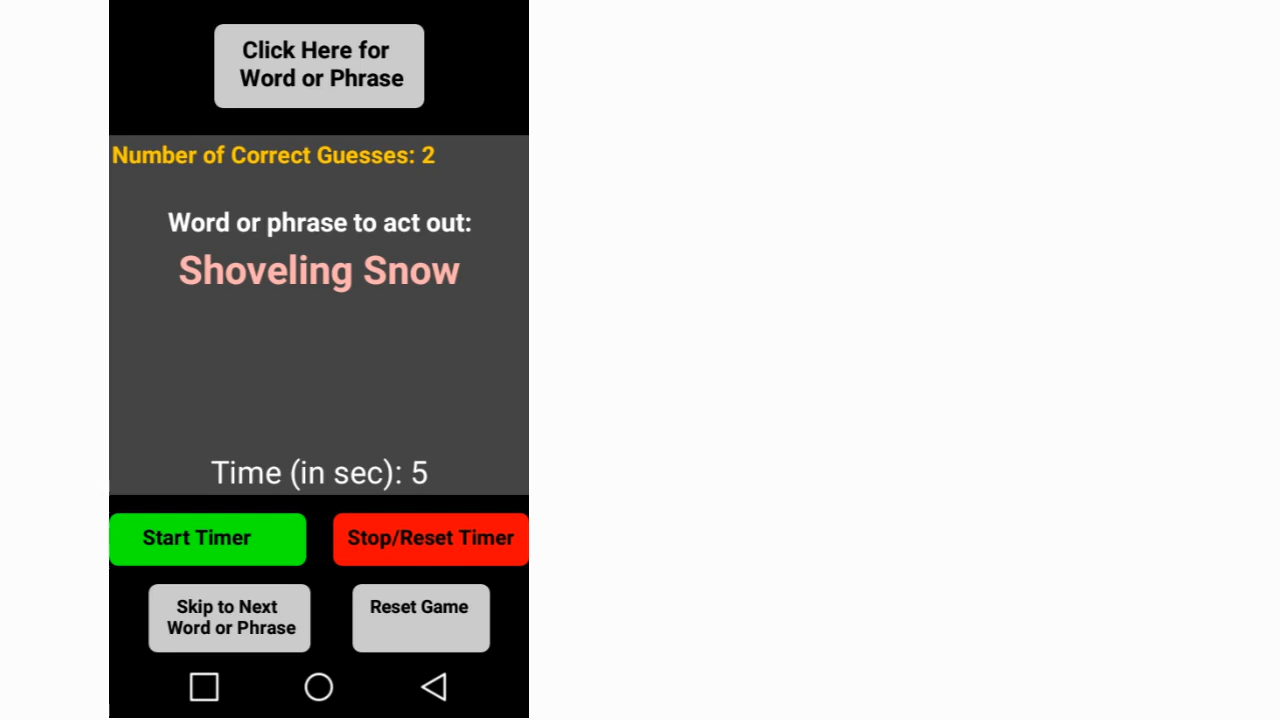 Click Here for
Word or Phrase
Number of Correct Guesses: 2
Word or phrase to act out:
Shoveling Snow
Time (in sec): 5
Start Timer
Stop/Reset Timer
Skip to Next
Word or Phrase
Reset Game